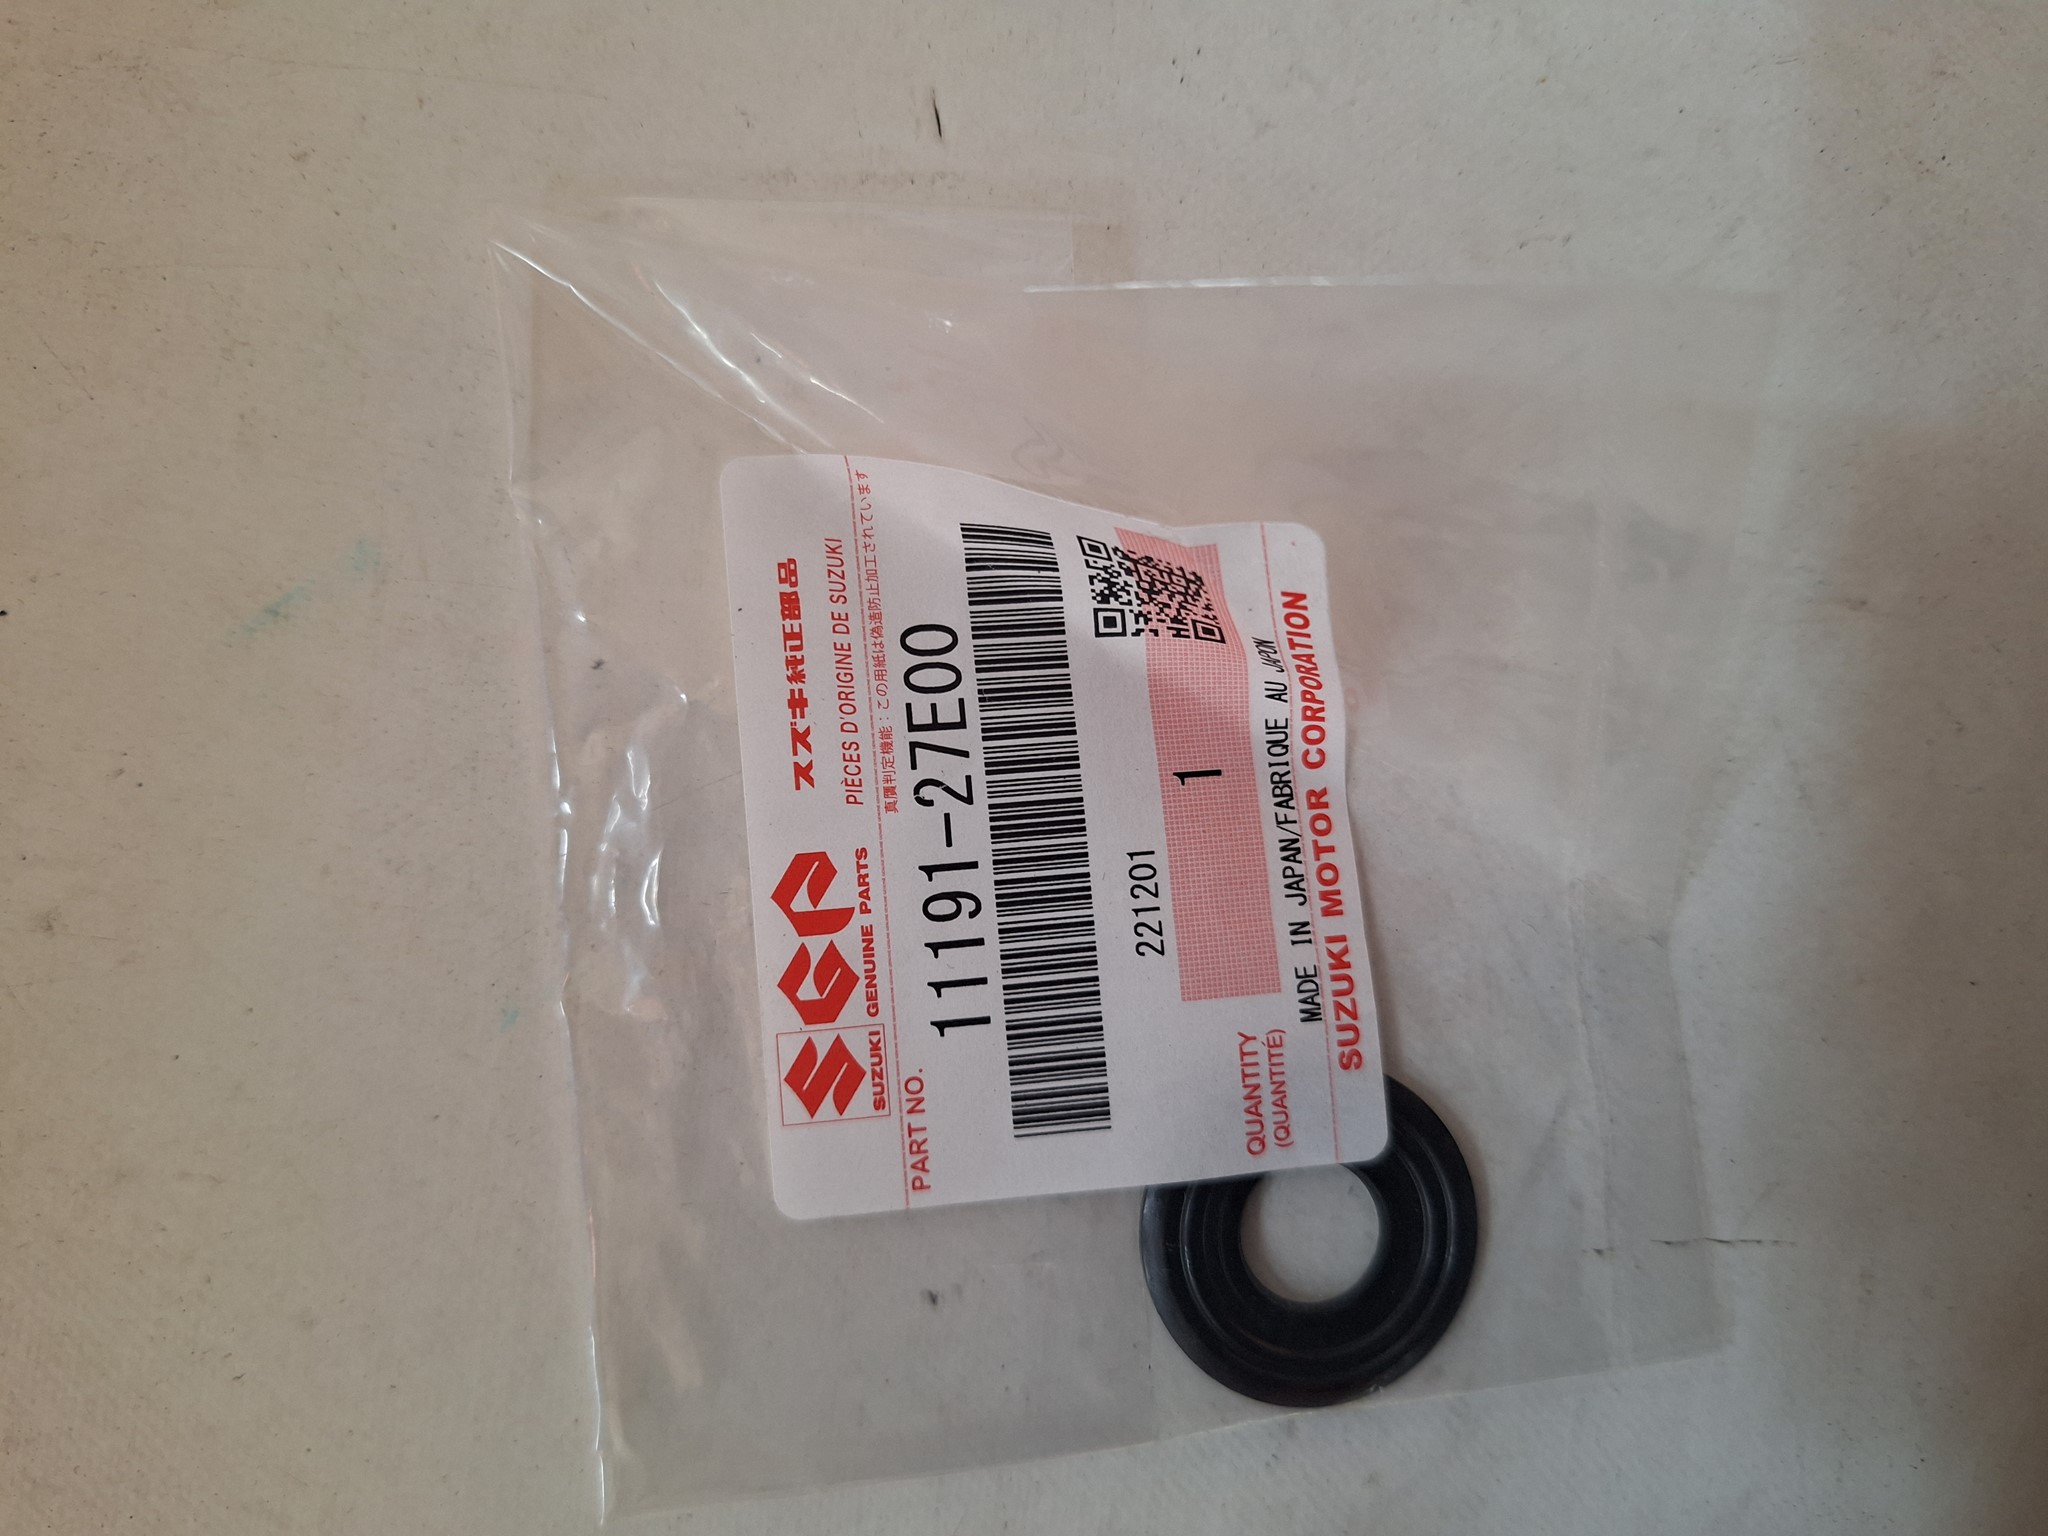 SUZUKI
SGP
GENUINE PARTS
スズキ純正部品
PIÈCES D'ORIGINE DE SUZUKI
真贋判定機能：この用紙は偽造防止加工されています
PART NO.
11191-27E00
221201
QUANTITY
(QUANTITÉ)
1
MADE IN JAPAN/FABRIQUE AU JAPON
SUZUKI MOTOR CORPORATION